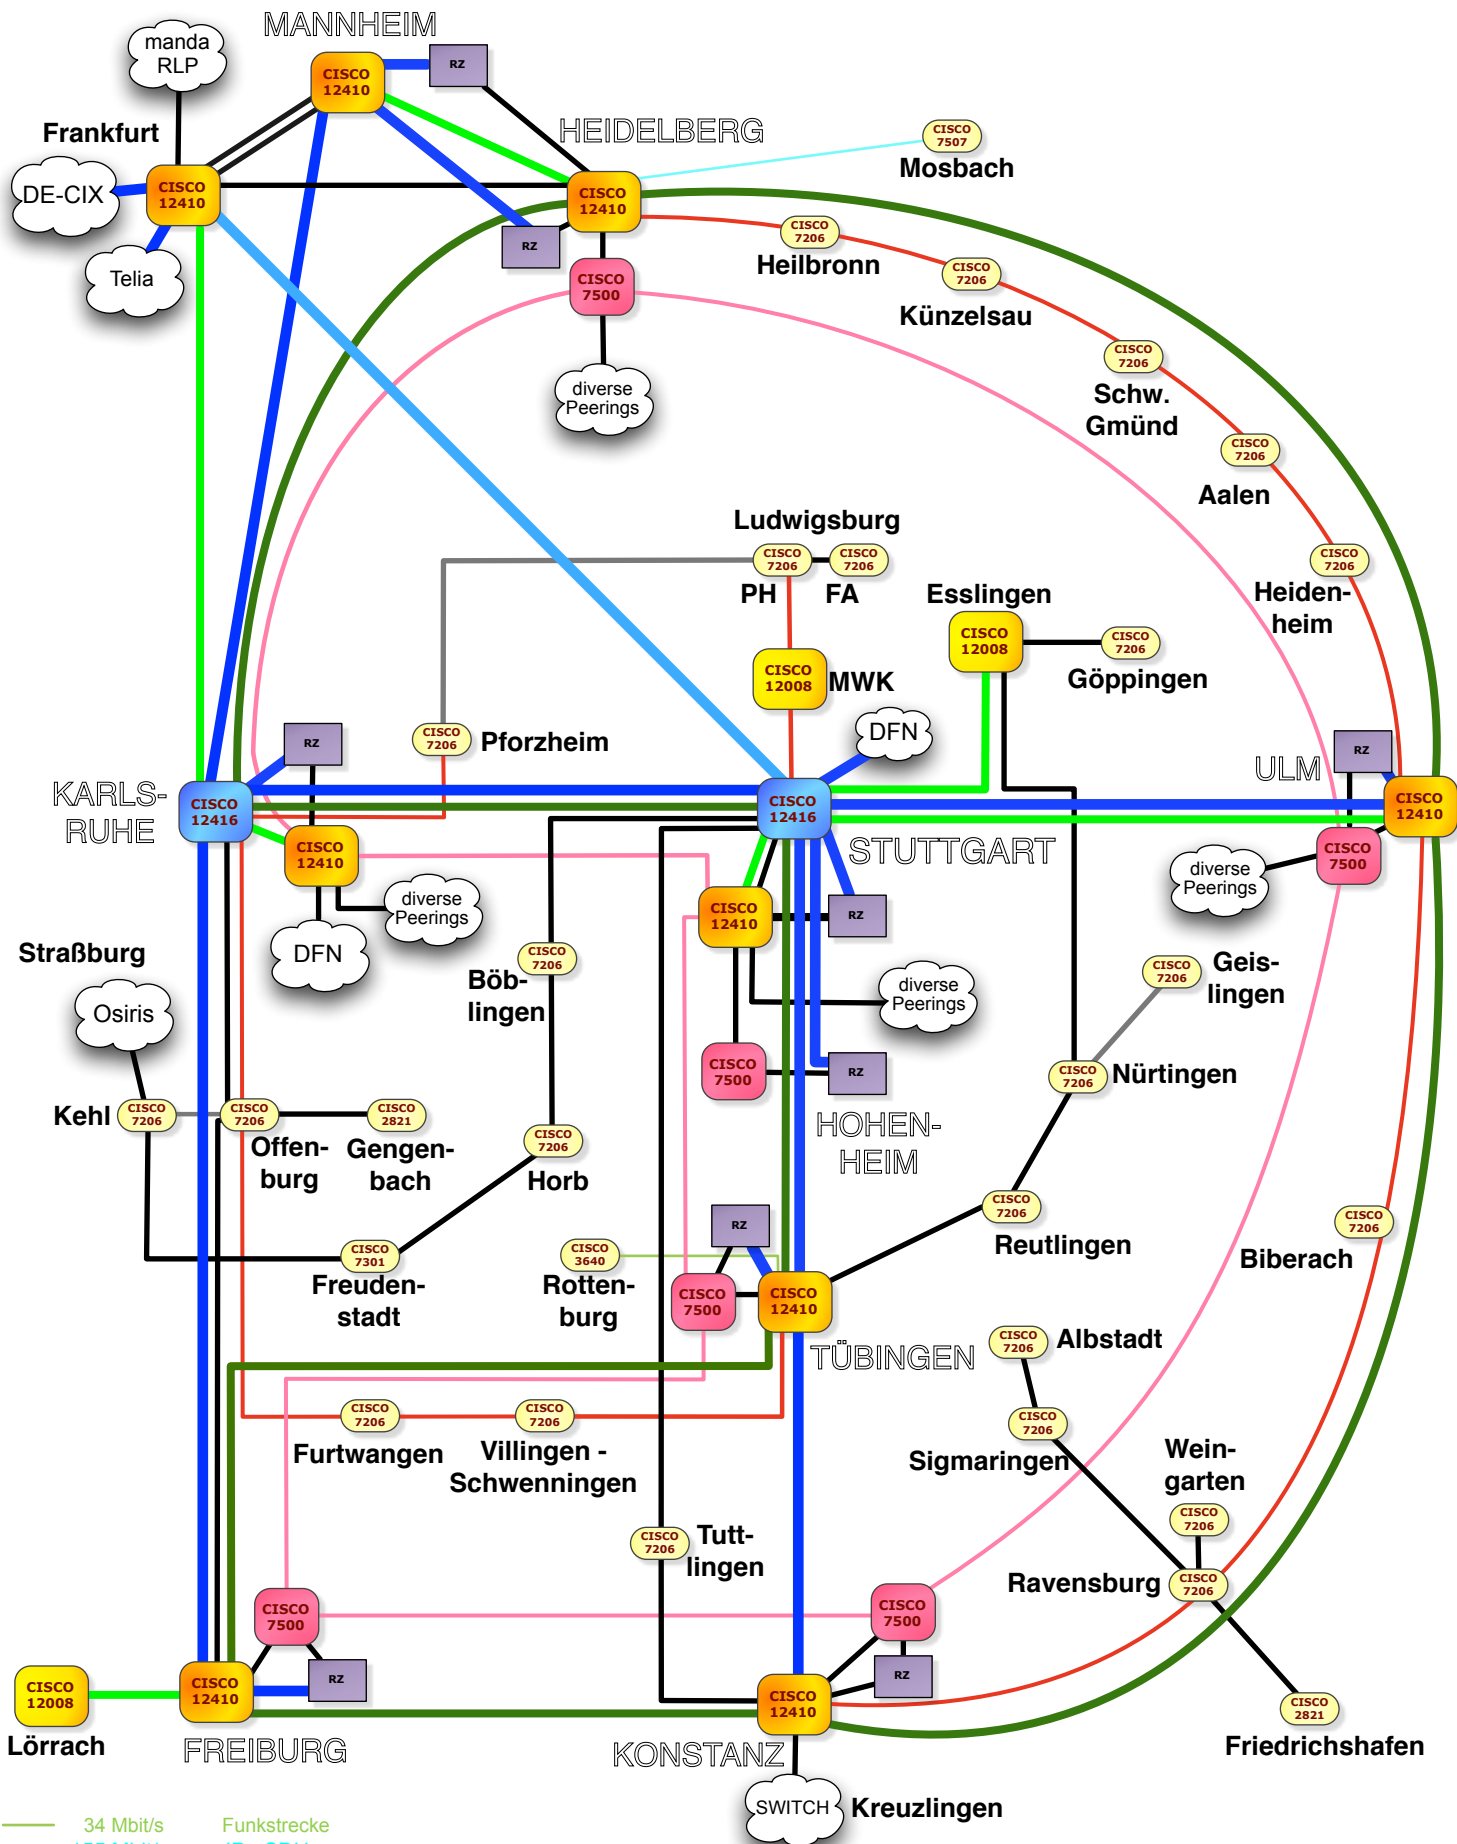 MANNHEIM
manda
RLP
CISCO
12410
RZ
Frankfurt
HEIDELBERG
CISCO
7507
Mosbach
DE-CIX
CISCO
12410
CISCO
12410
RZ
CISCO
7206
Heilbronn
Telia
CISCO
7500
CISCO
7206
Künzelsau
CISCO
7206
Schw.
Gmünd
diverse
Peerings
CISCO
7206
Aalen
Ludwigsburg
CISCO
7206
PH
CISCO
7206
FA
CISCO
7206
Heiden-
heim
Esslingen
CISCO
12008
CISCO
7206
Göppingen
CISCO
12008
MWK
CISCO
7206
Pforzheim
RZ
DFN
RZ
ULM
KARLS-
RUHE
CISCO
12416
CISCO
12416
CISCO
12410
STUTTGART
CISCO
12410
CISCO
7500
diverse
Peerings
diverse
Peerings
CISCO
12410
RZ
DFN
Straßburg
CISCO
7206
Böb-
lingen
CISCO
7206
Geis-
lingen
diverse
Peerings
Osiris
CISCO
7500
RZ
CISCO
7206
Nürtingen
Kehl
CISCO
7206
CISCO
7206
Offen-
burg
CISCO
2821
Gengen-
bach
CISCO
7206
Horb
HOHEN-
HEIM
RZ
CISCO
7206
Reutlingen
CISCO
7206
Biberach
CISCO
7301
Freuden-
stadt
CISCO
3640
Rotten-
burg
CISCO
7500
CISCO
12410
TÜBINGEN
CISCO
7206
Albstadt
CISCO
7206
Furtwangen
CISCO
7206
Villingen -
Schwenningen
CISCO
7206
Sigmaringen
Wein-
garten
CISCO
7206
CISCO
7206
Tutt-
lingen
Ravensburg
CISCO
7206
CISCO
7500
CISCO
7500
RZ
RZ
CISCO
12008
Lörrach
CISCO
12410
FREIBURG
CISCO
12410
KONSTANZ
CISCO
2821
Friedrichshafen
SWITCH
Kreuzlingen
34 Mbit/s Funkstrecke